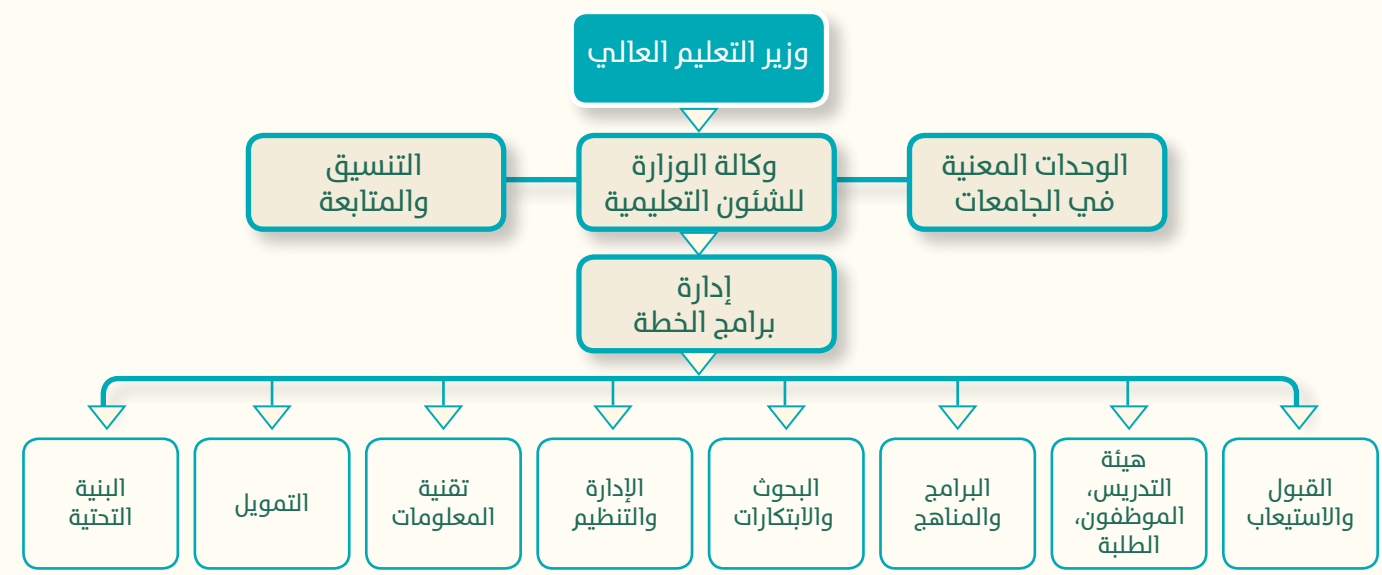 وزير التعليم العالي
الوحدات المعنية
في الجامعات
وكالة الوزارة
للشئون التعليمية
التنسيق
والمتابعة
إدارة
برامج الخطة
القبول
والاستيعاب
هيئة
التدريس،
الموظفون،
الطلبة
البرامج
والمناهج
البحوث
والابتكارات
الإدارة
والتنظيم
تقنية
المعلومات
التمويل
البنية
التحتية